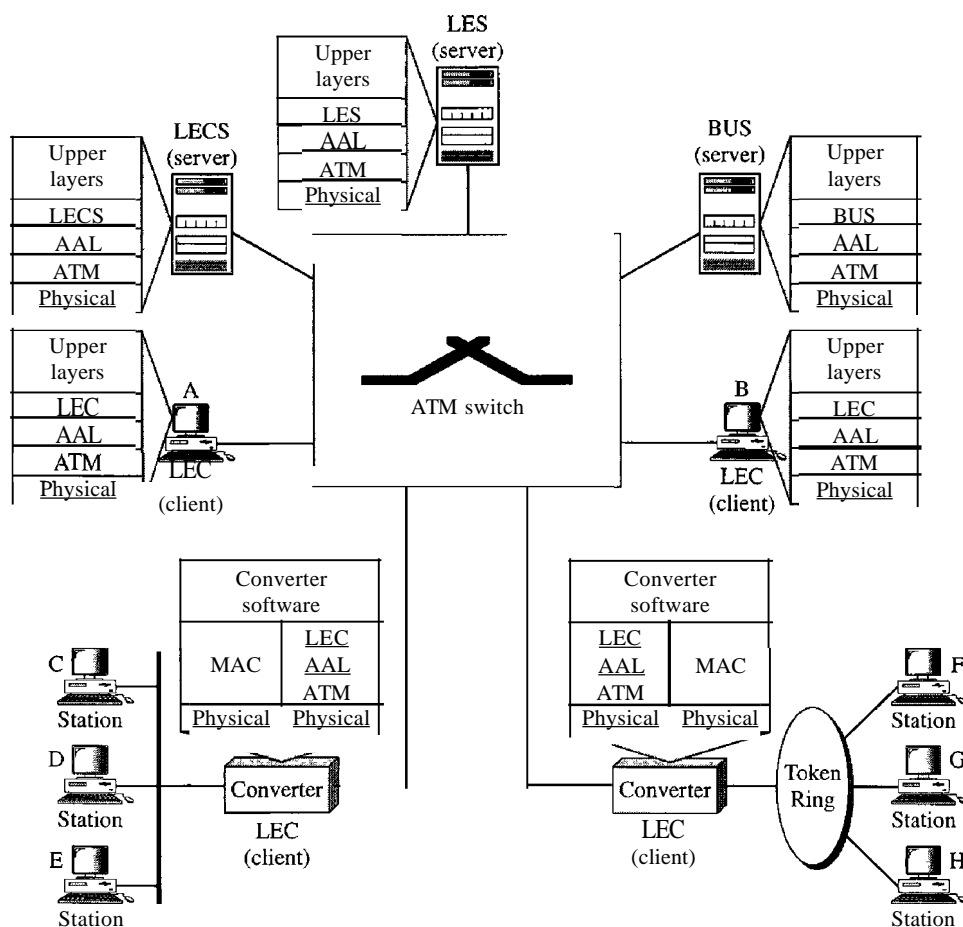 LES
(server)
Upper
layers
LES
AAL
ATM
Physical
LECS
(server)
Upper
layers
LECS
AAL
ATM
Physical
BUS
(server)
Upper
layers
BUS
AAL
ATM
Physical
Upper
layers
LEC
AAL
ATM
Physical
A
LEC
(client)
ATM switch
B
LEC
(client)
Upper
layers
LEC
AAL
ATM
Physical
Converter
software
MAC
LEC
AAL
ATM
Physical
Physical
Converter
software
LEC
AAL
ATM
MAC
Physical
Physical
C
Station
D
Station
E
Station
Converter
LEC
(client)
Converter
LEC
(client)
Token
Ring
F
Station
G
Station
H
Station